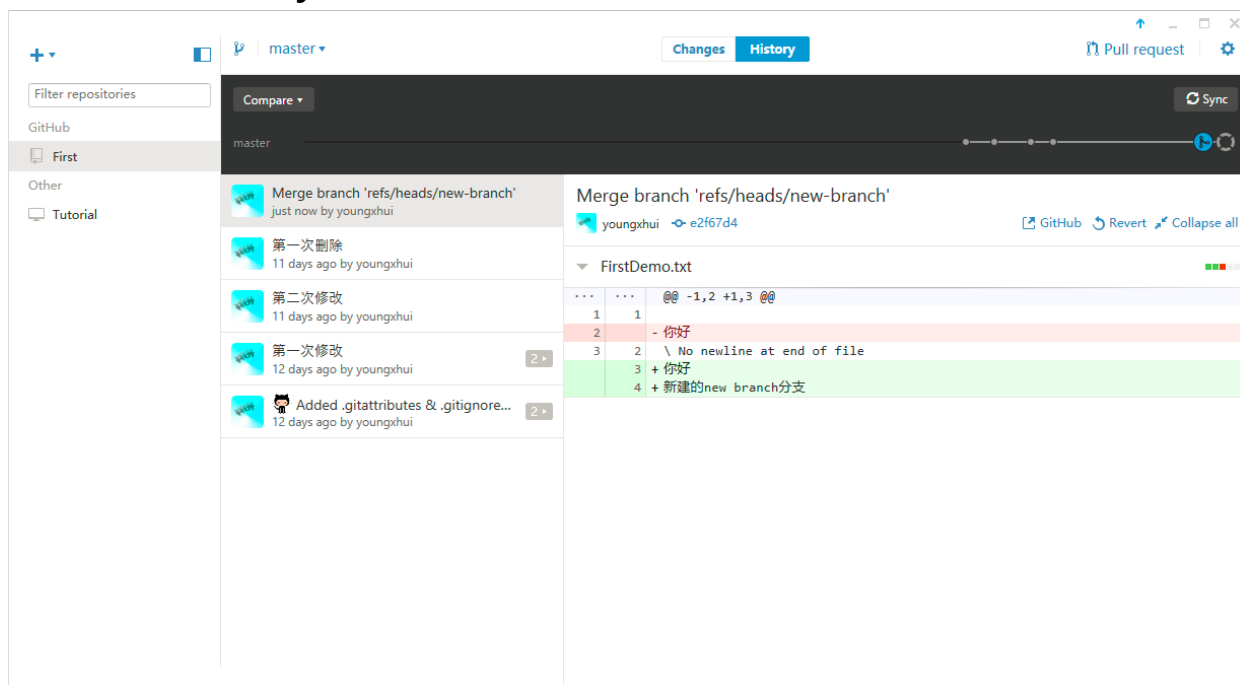 master
Changes
History
Pull request
Filter repositories
Compare
Sync
GitHub
master
First
Other
Tutorial
Merge branch 'refs/heads/new-branch'
just now by youngxhui
第一次删除
11 days ago by youngxhui
第二次修改
11 days ago by youngxhui
第一次修改
2
12 days ago by youngxhui
Added .gitattributes & .gitignore...
2
12 days ago by youngxhui
Merge branch 'refs/heads/new-branch'
youngxhui e2f67d4
GitHub Revert Collapse all
FirstDemo.txt
··· ··· @@ -1,2 +1,3 @@
1 1
2 - 你好
3 2 \ No newline at end of file
3 + 你好
4 + 新建的new branch分支